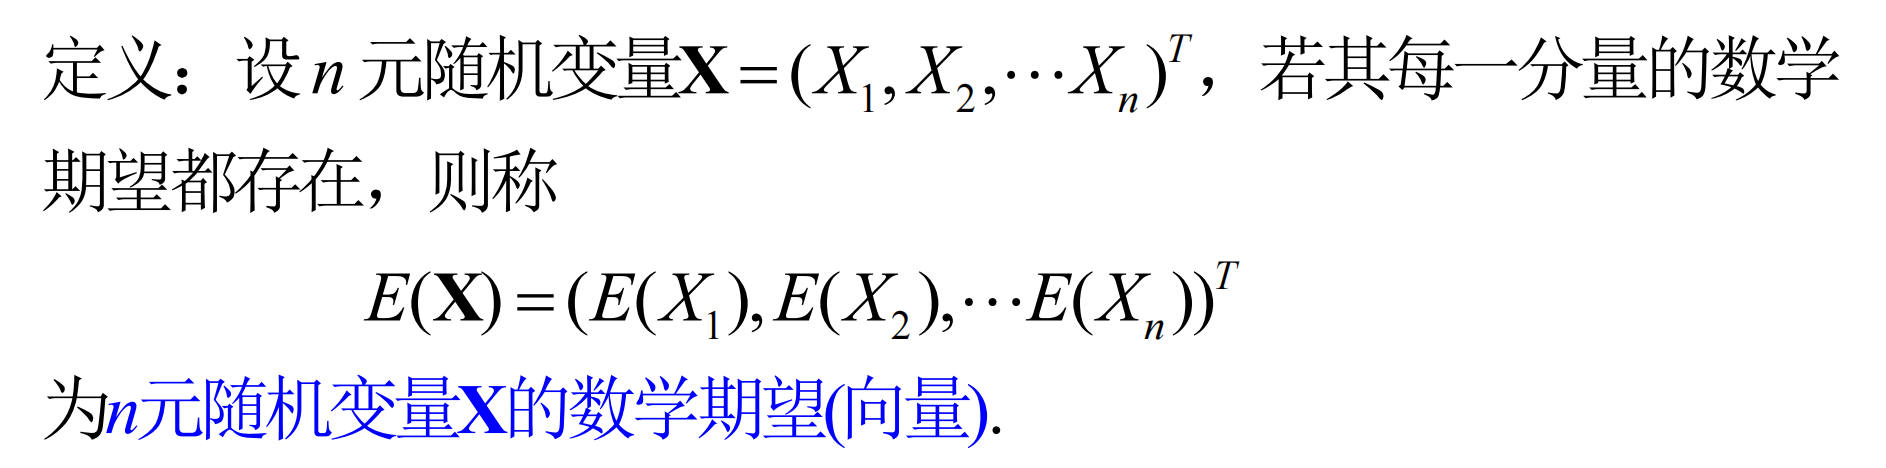 定义：设 n 元随机变量X = (X₁, X₂, ⋯Xₙ)ᵀ，若其每一分量的数学
期望都存在，则称
E(X) = (E(X₁), E(X₂), ⋯E(Xₙ))ᵀ
为n元随机变量X的数学期望(向量).